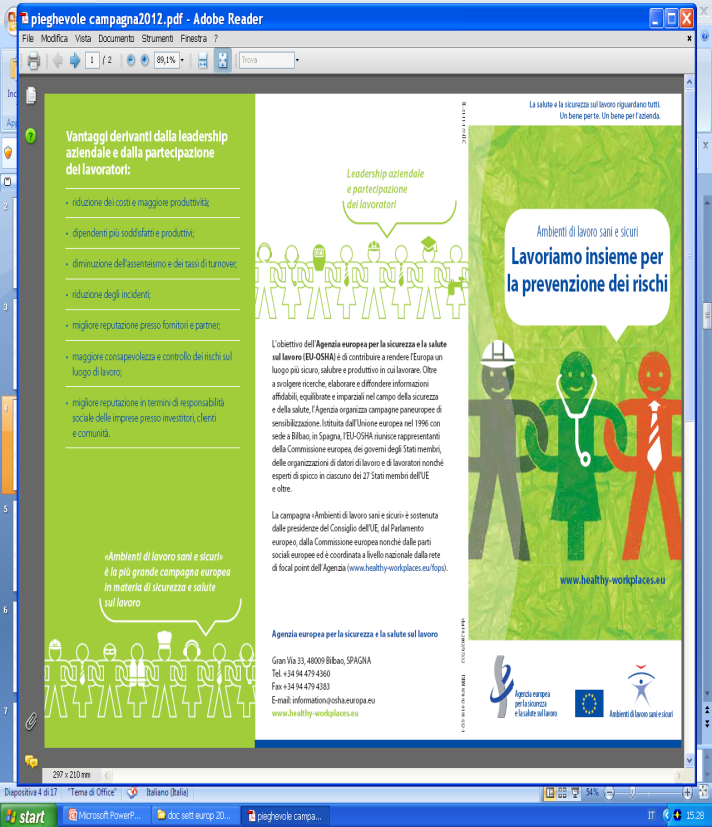 pieghevole campagna2012.pdf - Adobe Reader
File Modifica Vista Documento Strumenti Finestra ?
1 / 2 89,1% Trova
Vantaggi derivanti dalla leadership
aziendale e dalla partecipazione
dei lavoratori:
• riduzione dei costi e maggiore produttività;
• dipendenti più soddisfatti e produttivi;
• diminuzione dell'assenteismo e dei tassi di turnover;
• riduzione degli incidenti;
• migliore reputazione presso fornitori e partner;
• maggiore consapevolezza e controllo dei rischi sul
luogo di lavoro;
• migliore reputazione in termini di responsabilità
sociale delle imprese presso investitori, clienti
e comunità.
«Ambienti di lavoro sani e sicuri»
è la più grande campagna europea
in materia di sicurezza e salute
sul lavoro
Leadership aziendale
e partecipazione
dei lavoratori
L'obiettivo dell'Agenzia europea per la sicurezza e la salute
sul lavoro (EU-OSHA) è di contribuire a rendere l'Europa un
luogo più sicuro, salubre e produttivo in cui lavorare. Oltre
a svolgere ricerche, elaborare e diffondere informazioni
affidabili, equilibrate e imparziali nel campo della sicurezza
e della salute, l'Agenzia organizza campagne paneuropee di
sensibilizzazione. Istituita dall'Unione europea nel 1996 con
sede a Bilbao, in Spagna, l'EU-OSHA riunisce rappresentanti
della Commissione europea, dei governi degli Stati membri,
delle organizzazioni di datori di lavoro e di lavoratori nonché
esperti di spicco in ciascuno dei 27 Stati membri dell'UE
e oltre.
La campagna «Ambienti di lavoro sani e sicuri» è sostenuta
dalle presidenze del Consiglio dell'UE, dal Parlamento
europeo, dalla Commissione europea nonché dalle parti
sociali europee ed è coordinata a livello nazionale dalla rete
di focal point dell'Agenzia (www.healthy-workplaces.eu/fops).
Agenzia europea per la sicurezza e la salute sul lavoro
Gran Vía 33, 48009 Bilbao, SPAGNA
Tel. +34 94 479 4360
Fax +34 94 479 4383
E-mail: information@osha.europa.eu
www.healthy-workplaces.eu
La salute e la sicurezza sul lavoro riguardano tutti.
Un bene per te. Un bene per l'azienda.
Ambienti di lavoro sani e sicuri
Lavoriamo insieme per
la prevenzione dei rischi
www.healthy-workplaces.eu
Agenzia europea
per la sicurezza
e la salute sul lavoro
Ambienti di lavoro sani e sicuri
297 x 210 mm
2
3
4
5
6
7
Diapositiva 4 di 17 "Tema di Office" Italiano (Italia) 54%
start Microsoft PowerP... doc sett europ 20... pieghevole campa... IT 15.28